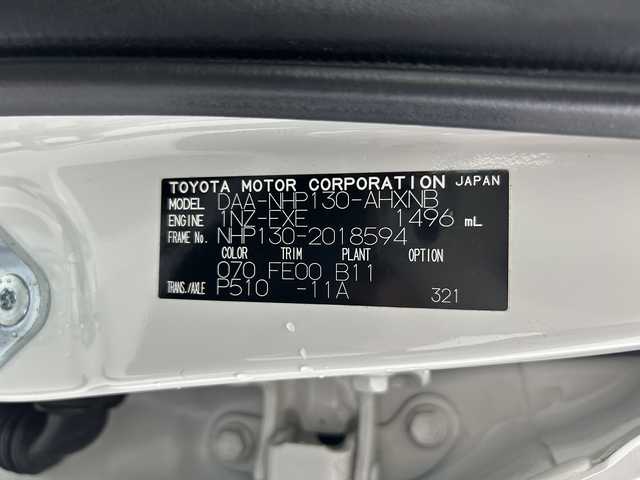 TOYOTA MOTOR CORPORATION JAPAN
MODEL DAA-NHP130-AHXNB
ENGINE 1NZ-FXE 1496 mL
FRAME No. NHP130-2018594
COLOR TRIM PLANT OPTION
070 FE00 B11
TRANS./AXLE P510 -11A 321